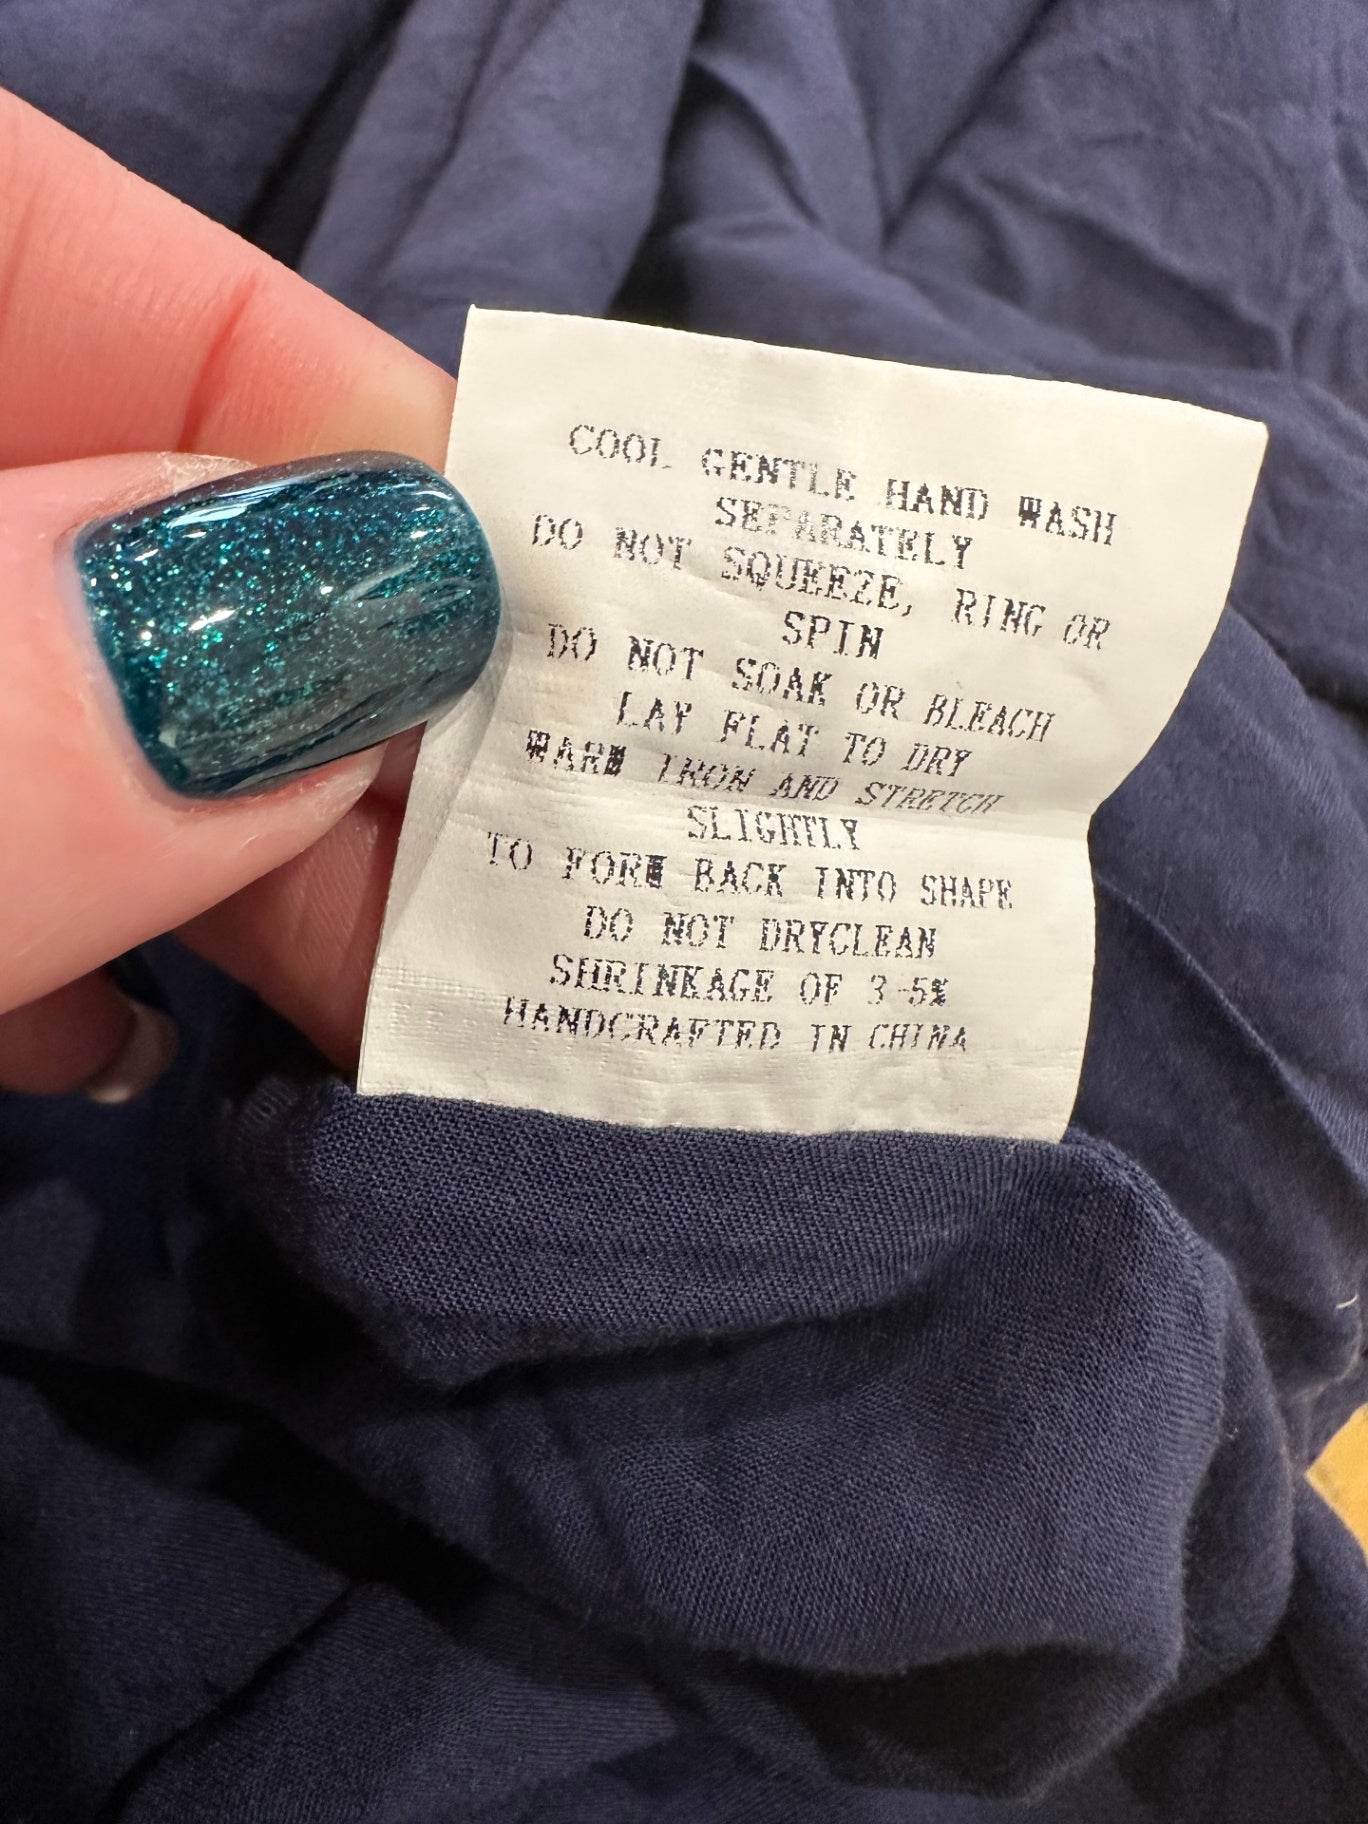 COOL GENTLE HAND WASH
SEPARATELY
DO NOT SQUEEZE, RING OR
SPIN
DO NOT SOAK OR BLEACH
LAY FLAT TO DRY
WARM IRON AND STRETCH
SLIGHTLY
TO FORM BACK INTO SHAPE
DO NOT DRYCLEAN
SHRINKAGE OF 3-5%
HANDCRAFTED IN CHINA